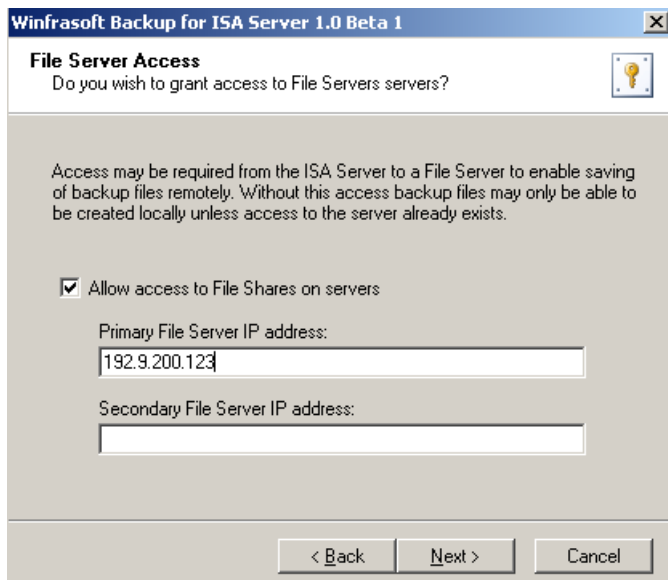 Winfrasoft Backup for ISA Server 1.0 Beta 1
File Server Access
Do you wish to grant access to File Servers servers?
Access may be required from the ISA Server to a File Server to enable saving
of backup files remotely. Without this access backup files may only be able to
be created locally unless access to the server already exists.
Allow access to File Shares on servers
Primary File Server IP address:
192.9.200.123
Secondary File Server IP address:
< Back Next > Cancel